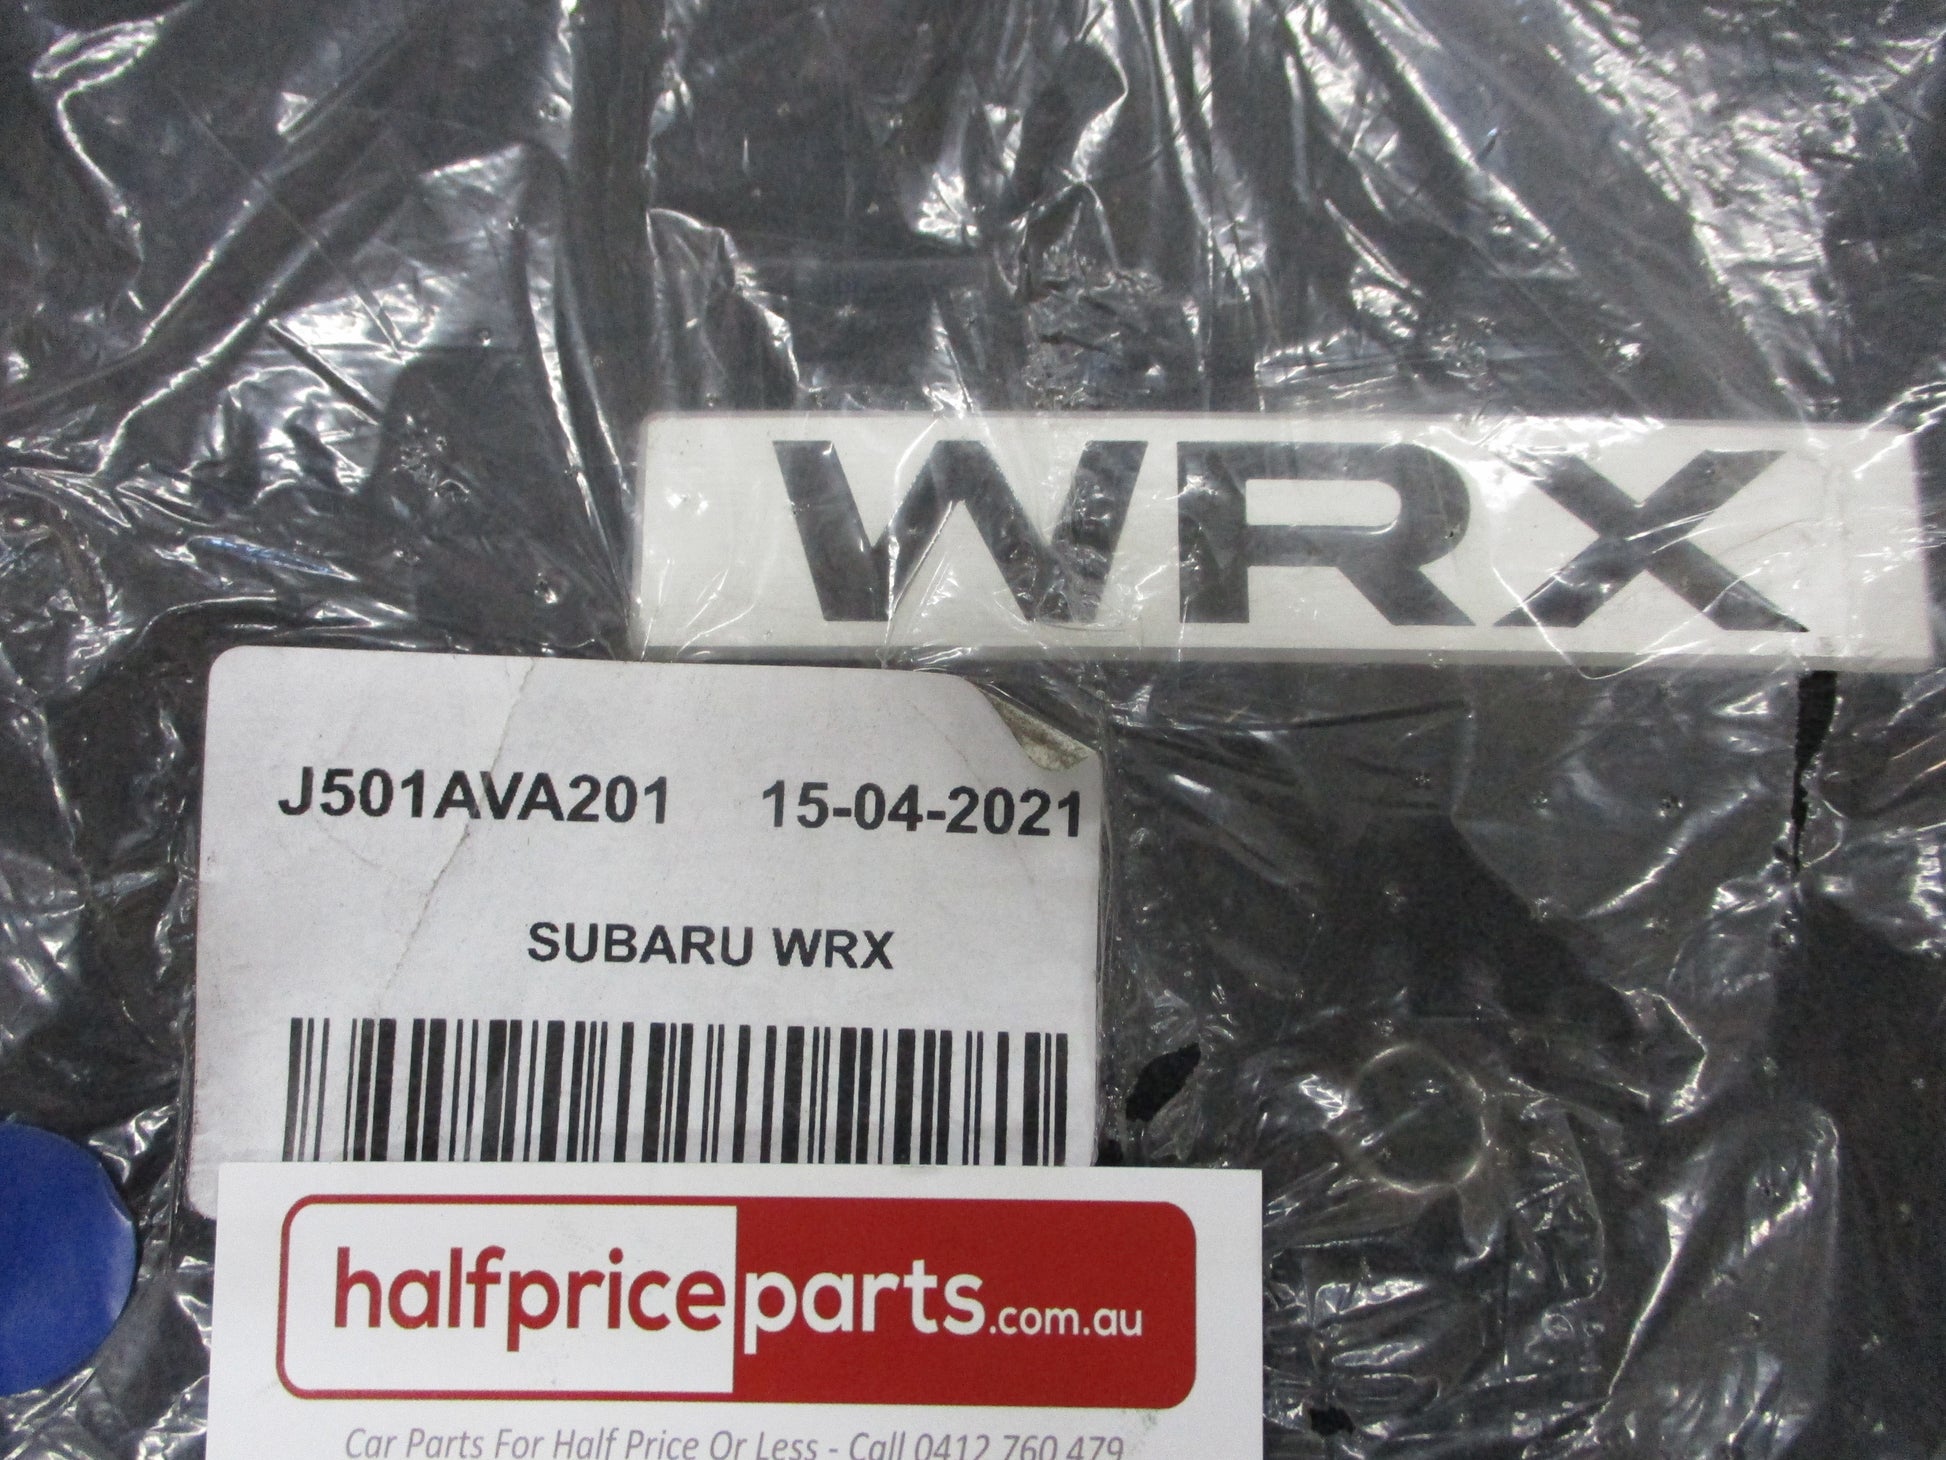 WRX
J501AVA201 15-04-2021
SUBARU WRX
halfpriceparts.com.au
Car Parts For Half Price Or Less - Call 0412 760 479